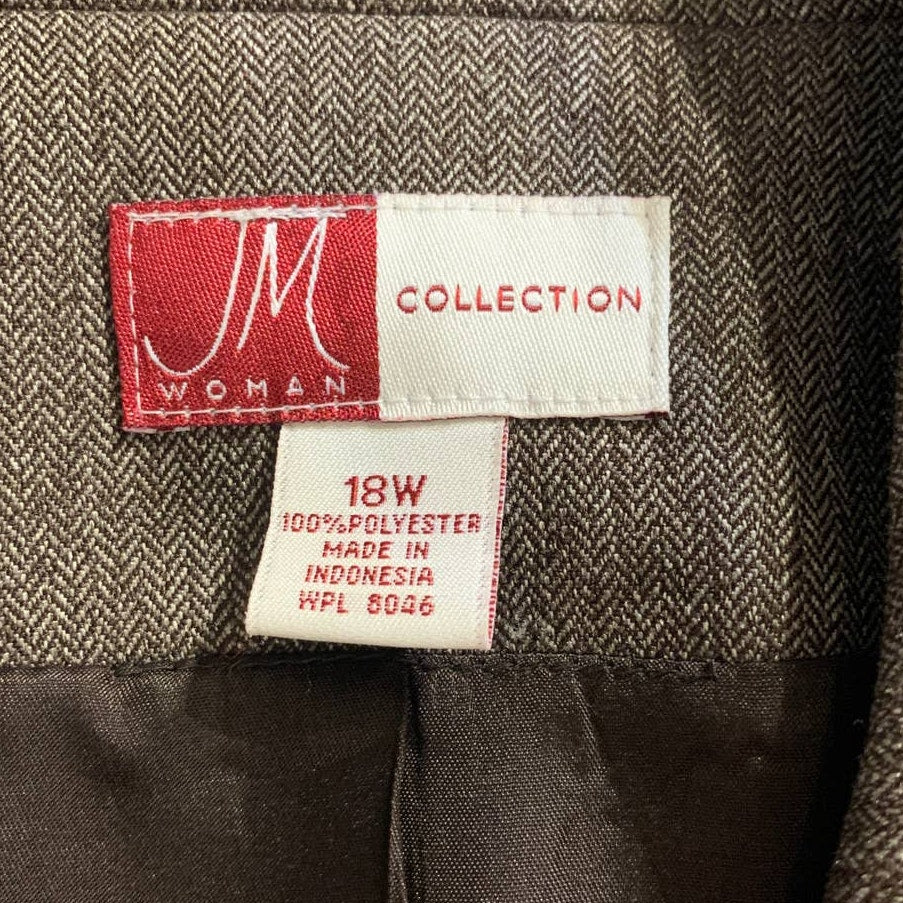 JM
WOMAN
COLLECTION
18W
100%POLYESTER
MADE IN
INDONESIA
WPL 8046